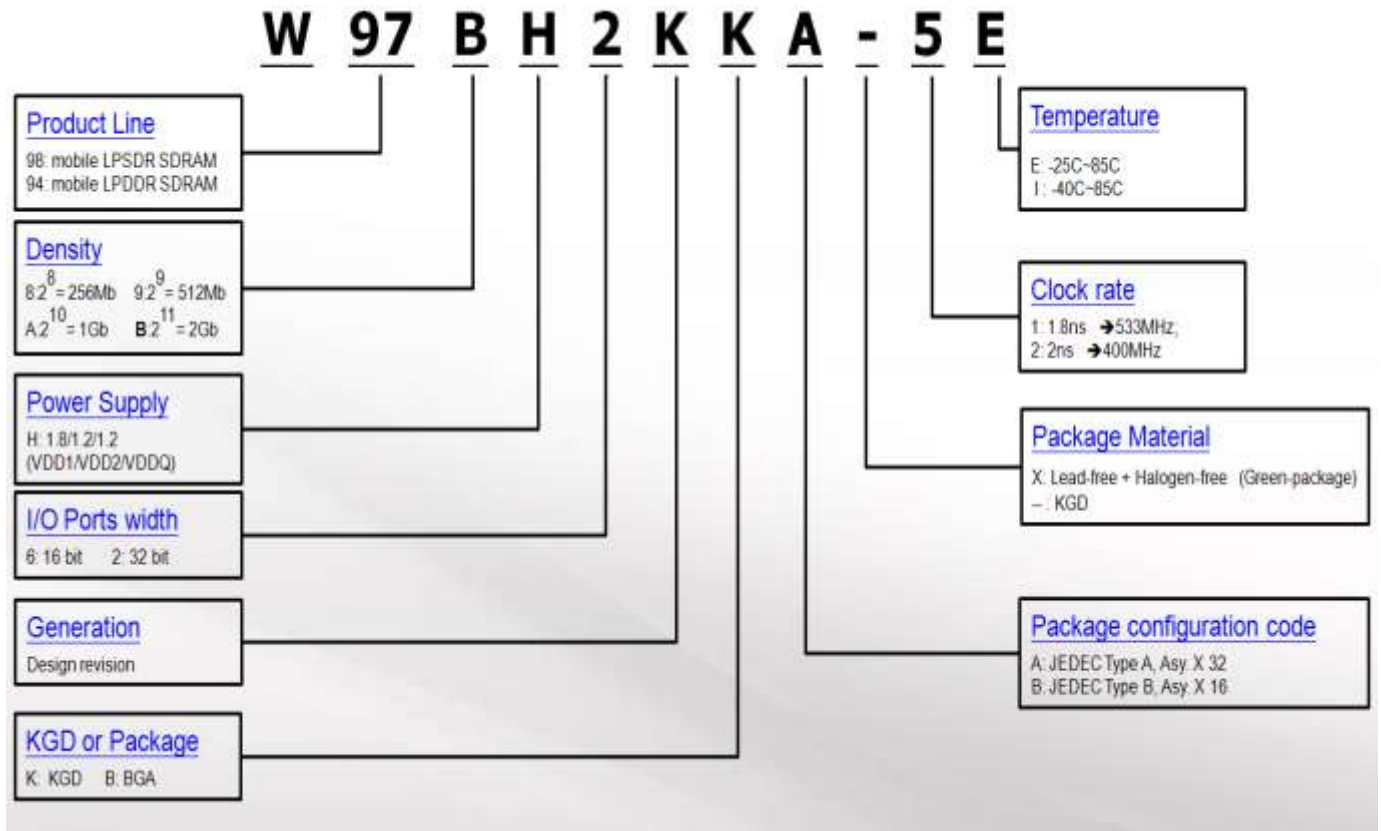 W 97 B H 2 K K A - 5 E
Product Line
98: mobile LPSDR SDRAM
94: mobile LPDDR SDRAM
Density
8:2^8 = 256Mb 9:2^9 = 512Mb
A:2^10 = 1Gb B:2^11 = 2Gb
Power Supply
H: 1.8/1.2/1.2
(VDD1/VDD2/VDDQ)
I/O Ports width
6: 16 bit 2: 32 bit
Generation
Design revision
KGD or Package
K: KGD B: BGA
Temperature
E: -25C~85C
I : -40C~85C
Clock rate
1: 1.8ns ➔533MHz;
2: 2ns ➔400MHz
Package Material
X: Lead-free + Halogen-free (Green-package)
– : KGD
Package configuration code
A: JEDEC Type A, Asy. X 32
B: JEDEC Type B, Asy. X 16